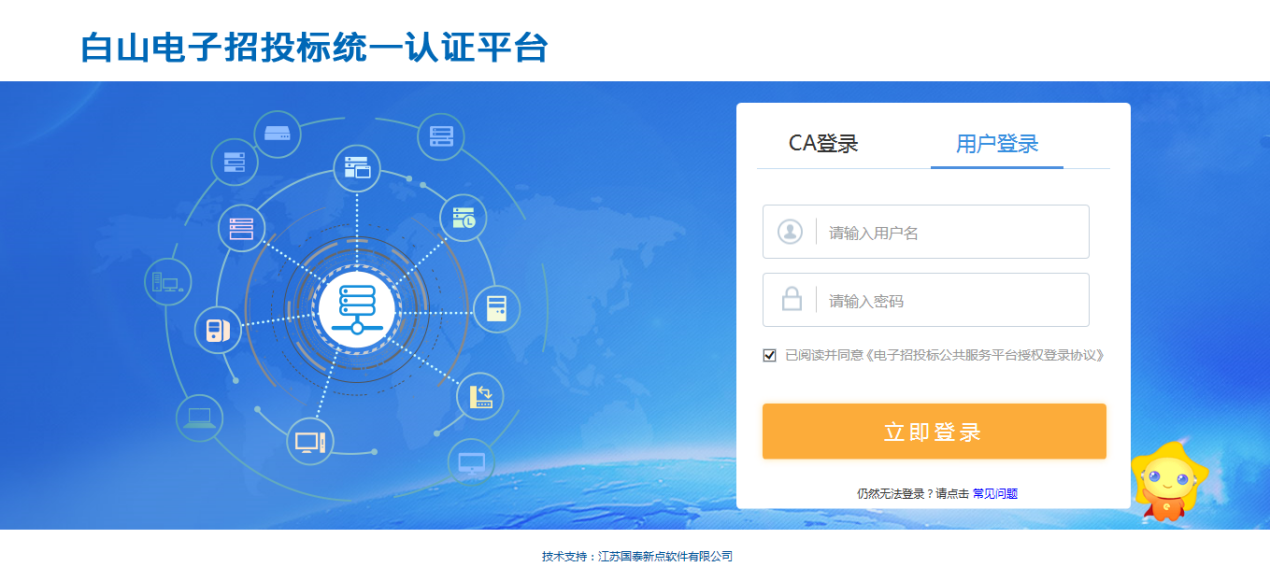 白山电子招投标统一认证平台
CA登录 用户登录
请输入用户名
请输入密码
已阅读并同意《电子招投标公共服务平台授权登录协议》
立即登录
仍然无法登录？请点击 常见问题
技术支持：江苏国泰新点软件有限公司